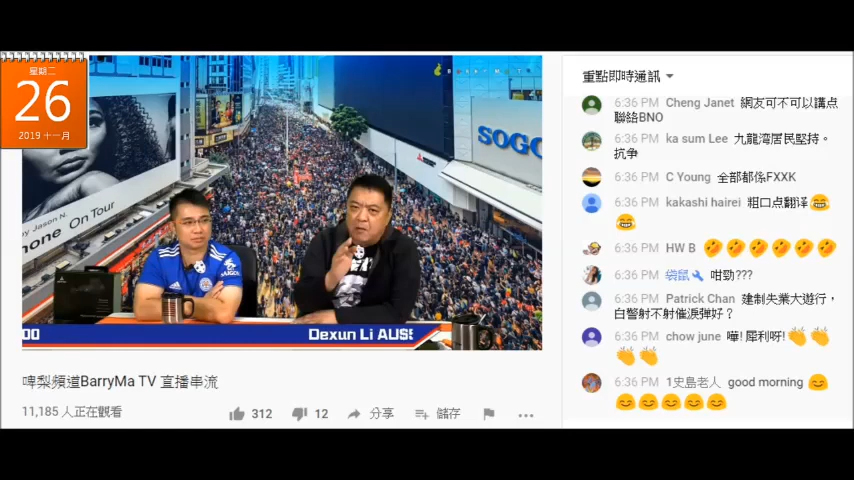 星期二
26
2019 十一月
by Jason N.
hone On Tour
SOGO
00
Dexun Li AUS$
啤梨頻道BarryMa TV 直播串流
11,185 人正在觀看
312
12
分享
儲存
重點即時通訊
6:36 PM Cheng Janet 網友可不可以講点
聯絡BNO
6:36 PM ka sum Lee 九龍湾居民堅持。
抗争
6:36 PM C Young 全部都係FXXK
6:36 PM kakashi hairei 粗口点翻译😂
😂
6:36 PM HW B 🤣🤣🤣🤣🤣🤣
6:36 PM 袋鼠 咁勁???
6:36 PM Patrick Chan 建制失業大遊行，
白警射不射催淚彈好？
6:36 PM chow june 嘩! 犀利呀!👏👏
👏👏
6:36 PM 1史島老人 good morning 😊
😊😊😊😊😊